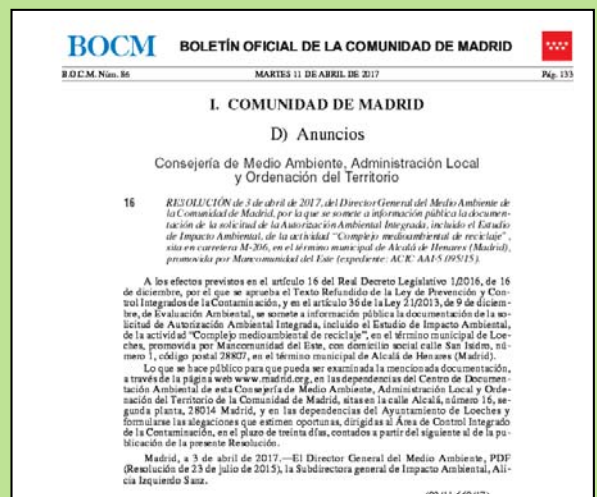 BOCM
BOLETÍN OFICIAL DE LA COMUNIDAD DE MADRID
B.O.C.M. Núm. 86
MARTES 11 DE ABRIL DE 2017
Pág. 133
I. COMUNIDAD DE MADRID
D) Anuncios
Consejería de Medio Ambiente, Administración Local
y Ordenación del Territorio
16 RESOLUCIÓN de 3 de abril de 2017, del Director General del Medio Ambiente de
la Comunidad de Madrid, por la que se somete a información pública la documen-
tación de la solicitud de la Autorización Ambiental Integrada, incluido el Estudio
de Impacto Ambiental, de la actividad “Complejo medioambiental de reciclaje”,
sita en carretera M-206, en el término municipal de Alcalá de Henares (Madrid),
promovida por Mancomunidad del Este (expediente: ACIC AAI-5.095/15).
A los efectos previstos en el artículo 16 del Real Decreto Legislativo 1/2016, de 16
de diciembre, por el que se aprueba el Texto Refundido de la Ley de Prevención y Con-
trol Integrados de la Contaminación, y en el artículo 36 de la Ley 21/2013, de 9 de diciem-
bre, de Evaluación Ambiental, se somete a información pública la documentación de la so-
licitud de Autorización Ambiental Integrada, incluido el Estudio de Impacto Ambiental,
de la actividad “Complejo medioambiental de reciclaje”, en el término municipal de Loe-
ches, promovida por Mancomunidad del Este, con domicilio social calle San Isidro, nú-
mero 1, código postal 28807, en el término municipal de Alcalá de Henares (Madrid).
Lo que se hace público para que pueda ser examinada la mencionada documentación,
a través de la página web www.madrid.org, en las dependencias del Centro de Documen-
tación Ambiental de esta Consejería de Medio Ambiente, Administración Local y Orde-
nación del Territorio de la Comunidad de Madrid, sitas en la calle Alcalá, número 16, se-
gunda planta, 28014 Madrid, y en las dependencias del Ayuntamiento de Loeches y
formularse las alegaciones que estimen oportunas, dirigidas al Área de Control Integrado
de la Contaminación, en el plazo de treinta días, contados a partir del siguiente al de la pu-
blicación de la presente Resolución.
Madrid, a 3 de abril de 2017.—El Director General del Medio Ambiente, PDF
(Resolución de 23 de julio de 2015), la Subdirectora general de Impacto Ambiental, Ali-
cia Izquierdo Sanz.